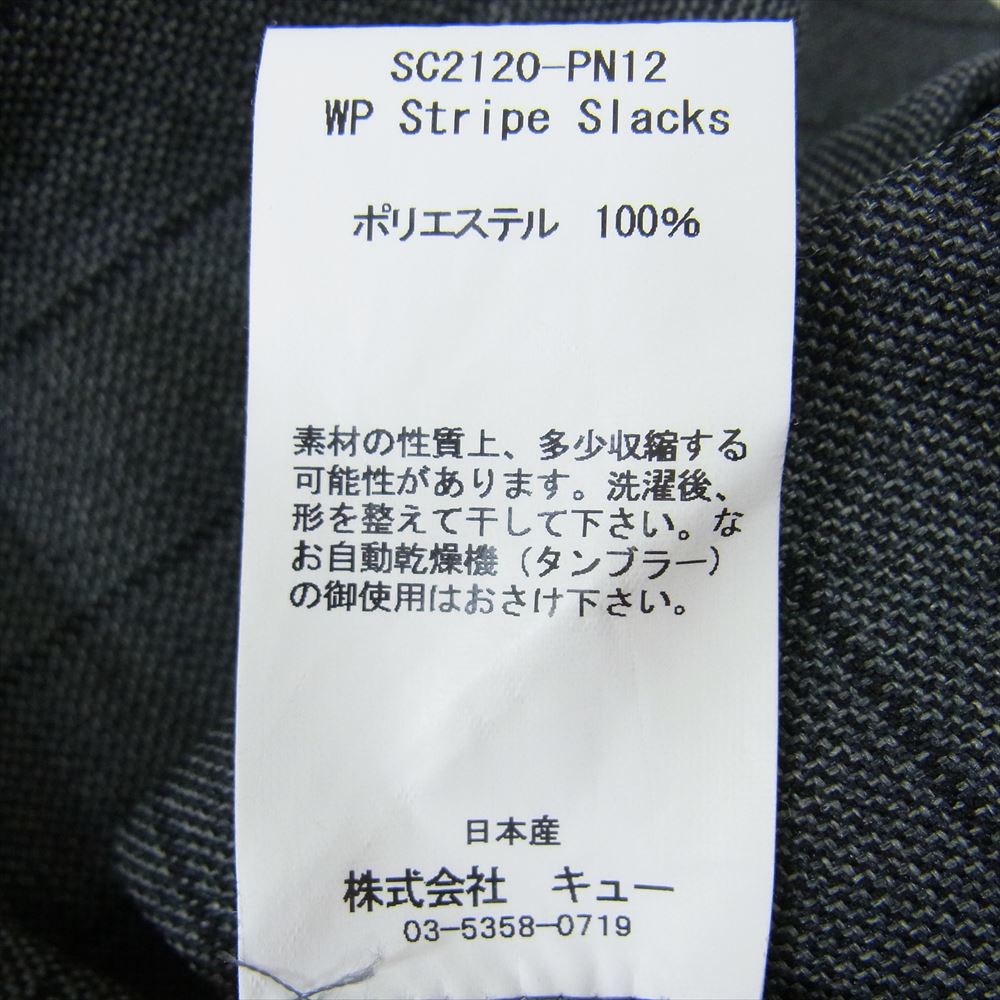 SC2120-PN12
WP Stripe Slacks
ポリエステル 100%
素材の性質上、多少収縮する
可能性があります。洗濯後、
形を整えて干して下さい。な
お自動乾燥機（タンブラー）
の御使用はおさけ下さい。
日本産
株式会社 キュー
03-5358-0719